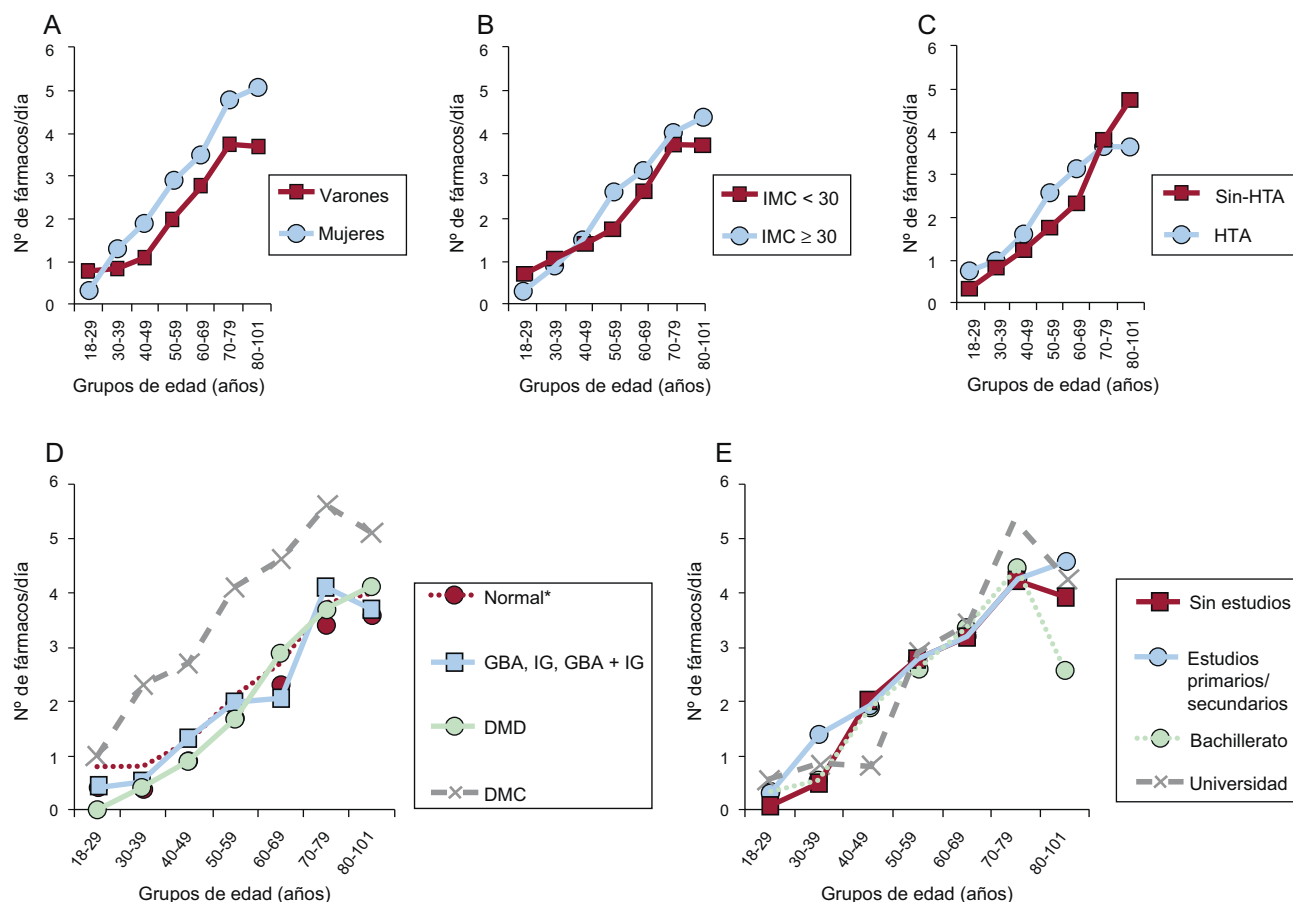 A
Nº de fármacos/día
6
5
4
3
2
1
0
18-29
30-39
40-49
50-59
60-69
70-79
80-101
Grupos de edad (años)
Varones
Mujeres
B
Nº de fármacos/día
6
5
4
3
2
1
0
18-29
30-39
40-49
50-59
60-69
70-79
80-101
Grupos de edad (años)
IMC < 30
IMC ≥ 30
C
Nº de fármacos/día
6
5
4
3
2
1
0
18-29
30-39
40-49
50-59
60-69
70-79
80-101
Grupos de edad (años)
Sin-HTA
HTA
D
Nº de fármacos/día
6
5
4
3
2
1
0
18-29
30-39
40-49
50-59
60-69
70-79
80-101
Grupos de edad (años)
Normal*
GBA, IG, GBA + IG
DMD
DMC
E
Nº de fármacos/día
6
5
4
3
2
1
0
18-29
30-39
40-49
50-59
60-69
70-79
80-101
Grupos de edad (años)
Sin estudios
Estudios
primarios/
secundarios
Bachillerato
Universidad